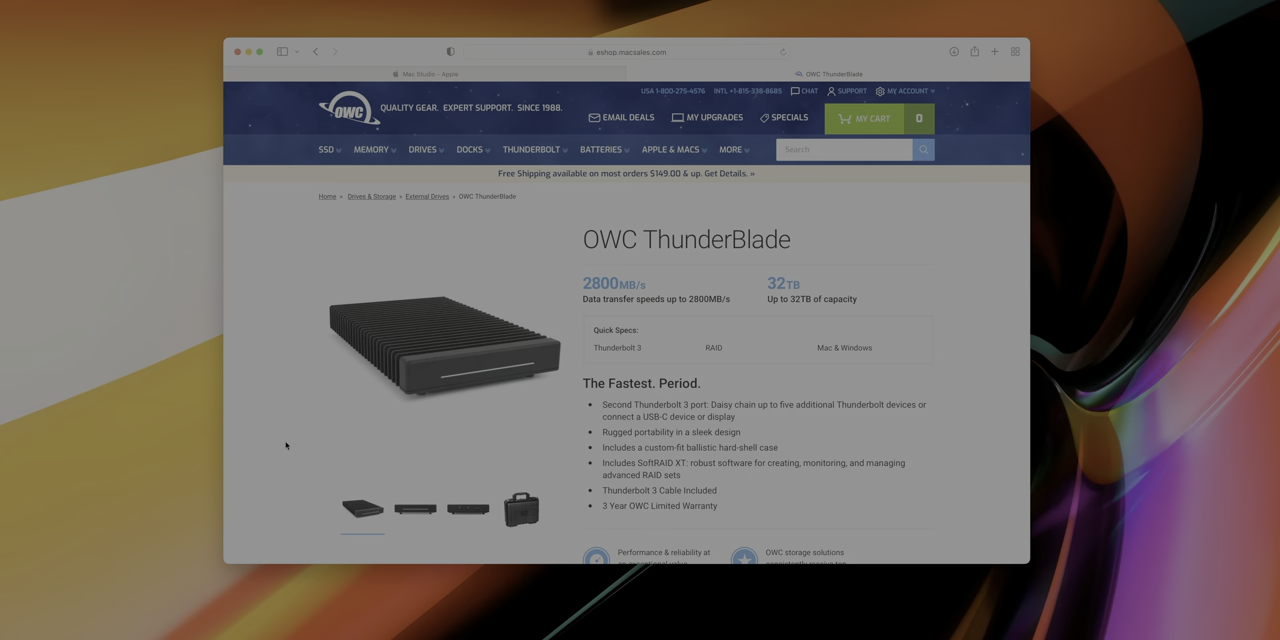 eshop.macsales.com
Mac Studio - Apple
OWC ThunderBlade
USA 1-800-275-4576 INTL +1-815-338-8685 CHAT SUPPORT MY ACCOUNT
OWC QUALITY GEAR. EXPERT SUPPORT. SINCE 1988.
EMAIL DEALS MY UPGRADES SPECIALS MY CART 0
SSD MEMORY DRIVES DOCKS THUNDERBOLT BATTERIES APPLE & MACS MORE Search
Free Shipping available on most orders $149.00 & up. Get Details. »
Home » Drives & Storage » External Drives » OWC ThunderBlade
OWC ThunderBlade
2800MB/s 32TB
Data transfer speeds up to 2800MB/s Up to 32TB of capacity
Quick Specs:
Thunderbolt 3 RAID Mac & Windows
The Fastest. Period.
• Second Thunderbolt 3 port: Daisy chain up to five additional Thunderbolt devices or
connect a USB-C device or display
• Rugged portability in a sleek design
• Includes a custom-fit ballistic hard-shell case
• Includes SoftRAID XT: robust software for creating, monitoring, and managing
advanced RAID sets
• Thunderbolt 3 Cable Included
• 3 Year OWC Limited Warranty
Performance & reliability at OWC storage solutions